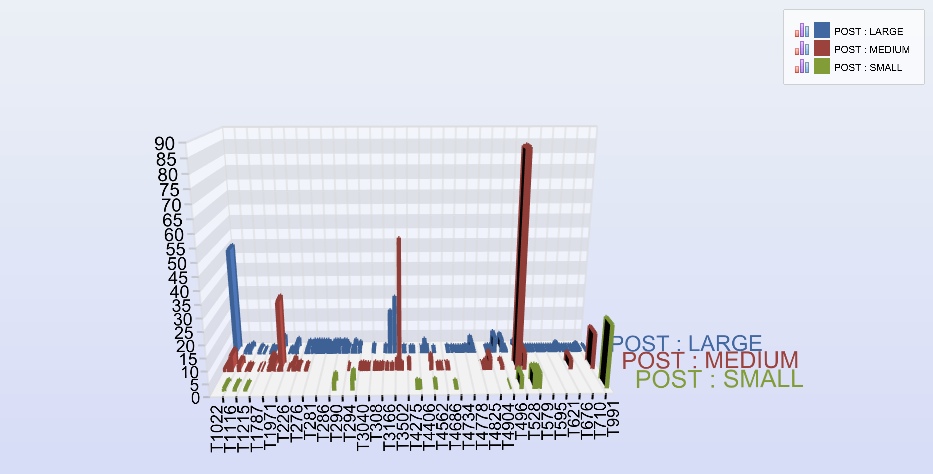 POST : LARGE
POST : MEDIUM
POST : SMALL
90
85
80
75
70
65
60
55
50
45
40
35
30
25
20
15
10
5
0
POST : LARGE
POST : MEDIUM
POST : SMALL
T1022
T1116
T1215
T1787
T1971
T226
T276
T281
T286
T290
T294
T3040
T308
T3166
T3502
T4275
T4406
T4562
T4686
T4734
T4778
T4825
T4904
T496
T528
T579
T595
T621
T676
T710
T991